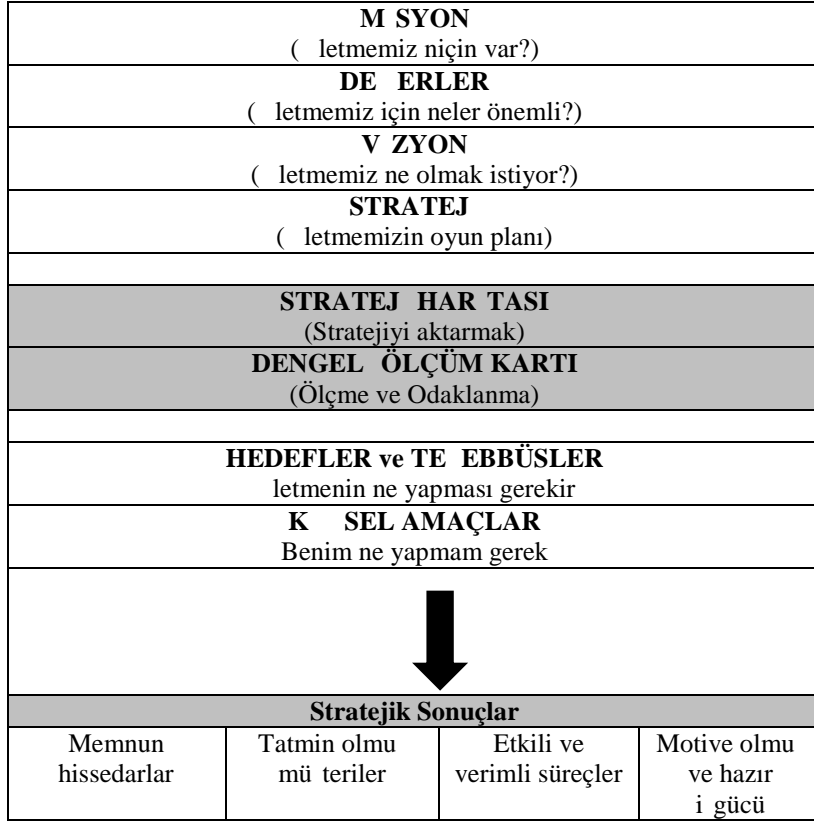 M SYON
( letmemiz niçin var?)
DE ERLER
( letmemiz için neler önemli?)
V ZYON
( letmemiz ne olmak istiyor?)
STRATEJ
( letmemizin oyun planı)
STRATEJ HAR TASI
(Stratejiyi aktarmak)
DENGEL ÖLÇÜM KARTI
(Ölçme ve Odaklanma)
HEDEFLER ve TE EBBÜSLER
letmenin ne yapması gerekir
K SEL AMAÇLAR
Benim ne yapmam gerek
Stratejik Sonuçlar
Memnun
hissedarlar
Tatmin olmu
mü teriler
Etkili ve
verimli süreçler
Motive olmu
ve hazır
i gücü